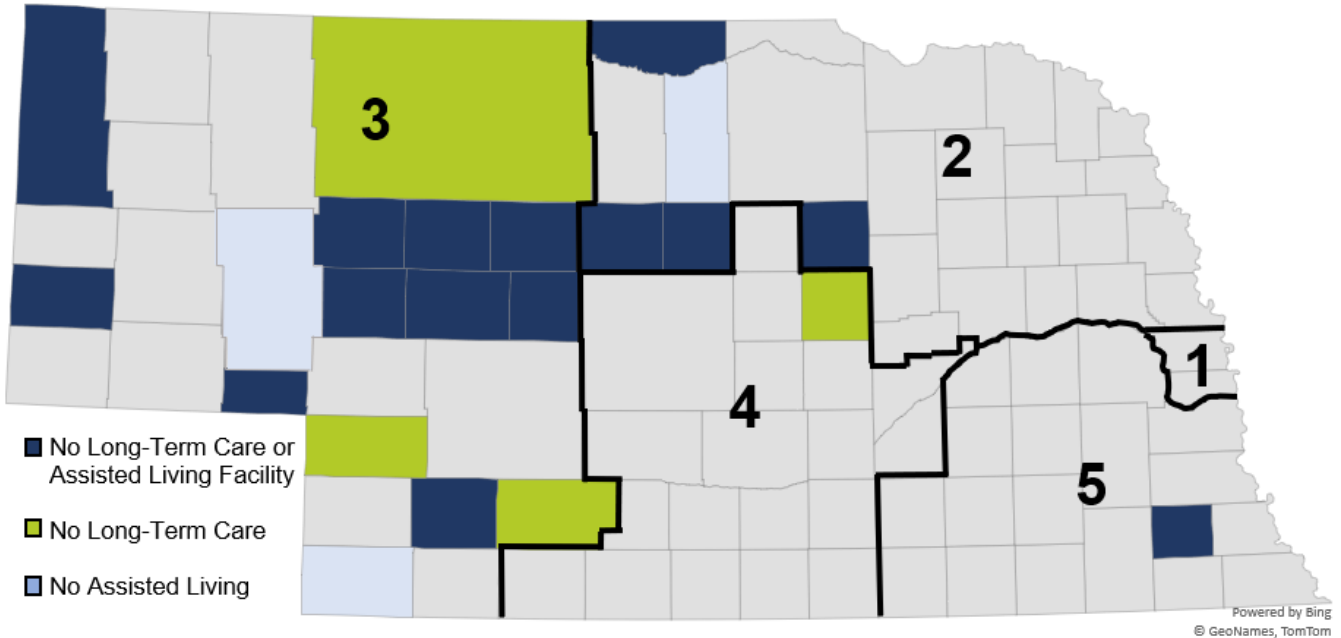 3
2
1
4
5
No Long-Term Care or
Assisted Living Facility
No Long-Term Care
No Assisted Living
Powered by Bing
© GeoNames, TomTom